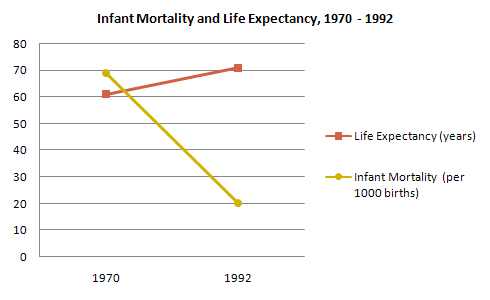 Infant Mortality and Life Expectancy, 1970 - 1992
80
70
60
50
40
30
20
10
0
1970 1992
Life Expectancy (years)
Infant Mortality (per
1000 births)